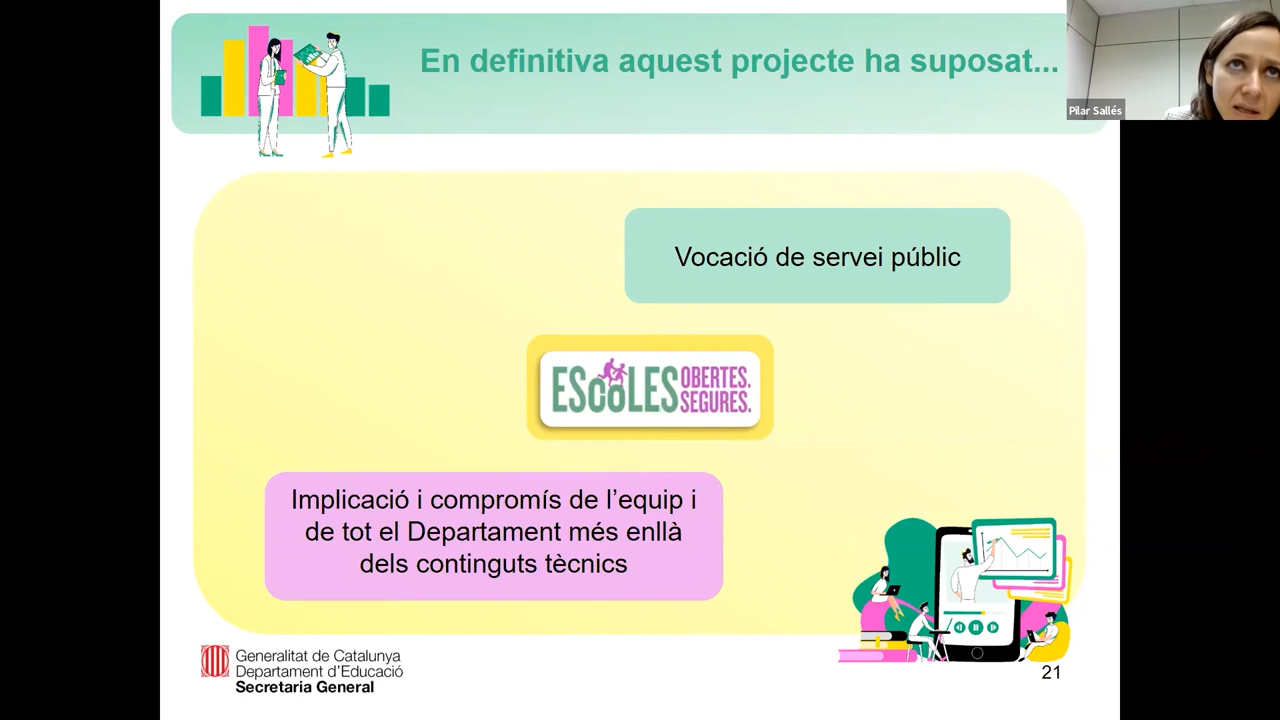 En definitiva aquest projecte ha suposat...
Pilar Sallés
Vocació de servei públic
ESCOLES
OBERTES.
SEGURES.
Implicació i compromís de l’equip i
de tot el Departament més enllà
dels continguts tècnics
Generalitat de Catalunya
Departament d’Educació
Secretaria General
21